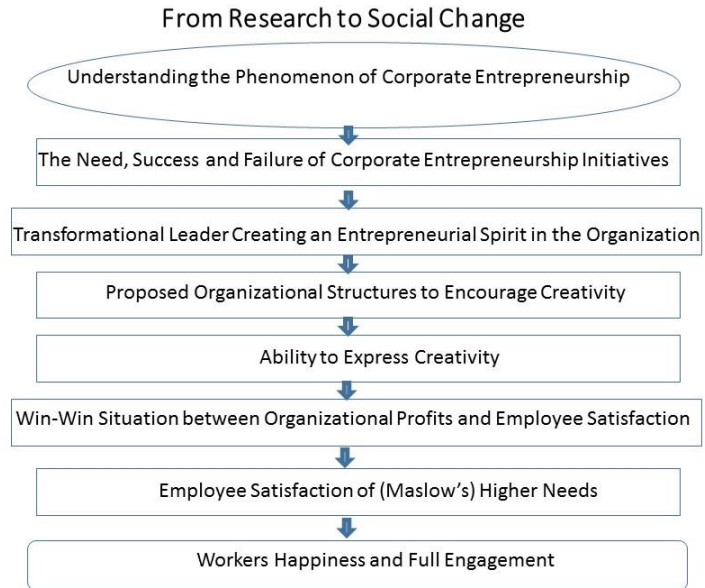 From Research to Social Change
Understanding the Phenomenon of Corporate Entrepreneurship
The Need, Success and Failure of Corporate Entrepreneurship Initiatives
Transformational Leader Creating an Entrepreneurial Spirit in the Organization
Proposed Organizational Structures to Encourage Creativity
Ability to Express Creativity
Win-Win Situation between Organizational Profits and Employee Satisfaction
Employee Satisfaction of (Maslow's) Higher Needs
Workers Happiness and Full Engagement